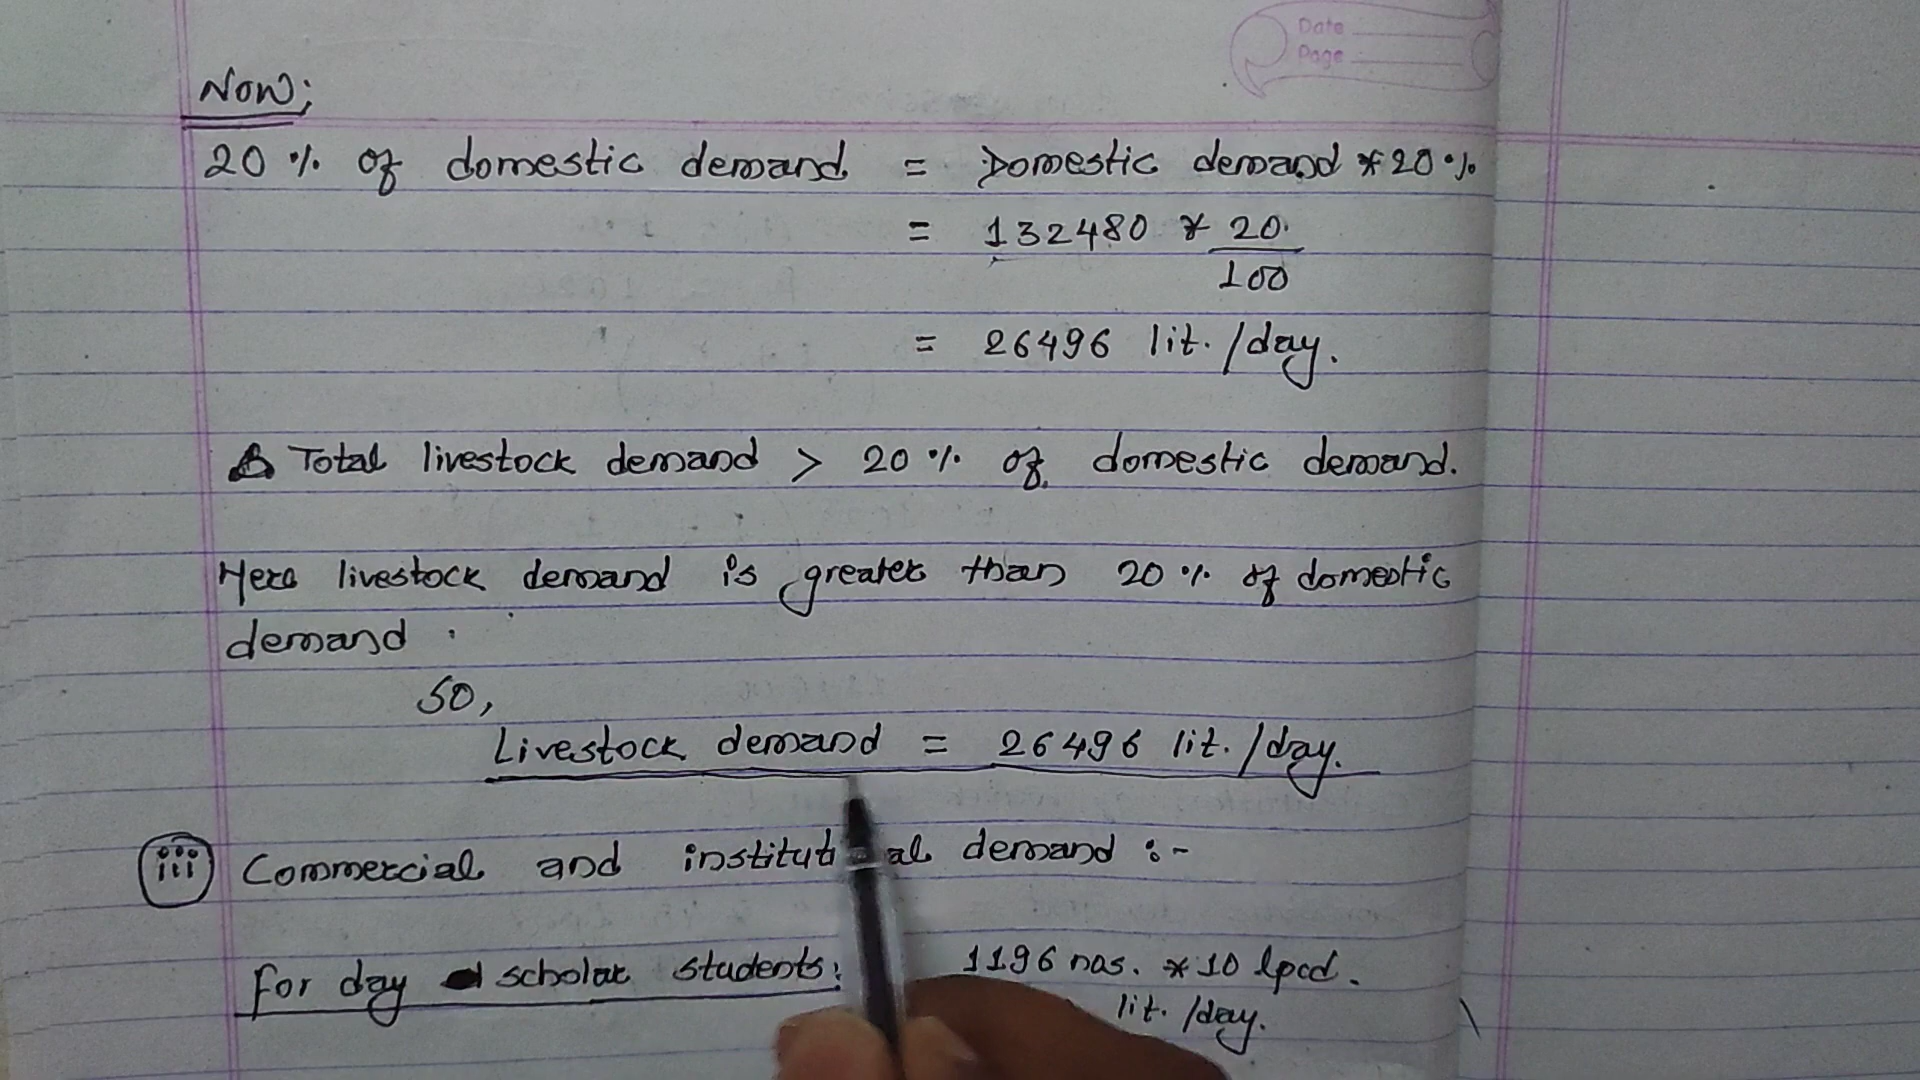 Date
Page
Now;
20 % of domestic demand = Domestic demand * 20 %
= 132480 * 20
100
= 26496 lit. /day.
Total livestock demand > 20 % of domestic demand.
Here livestock demand is greater than 20 % of domestic
demand.
So,
Livestock demand = 26496 lit. /day.
iii Commercial and institut al demand :-
For day scholar students: 1196 nos. * 10 lpcd.
lit. /day.